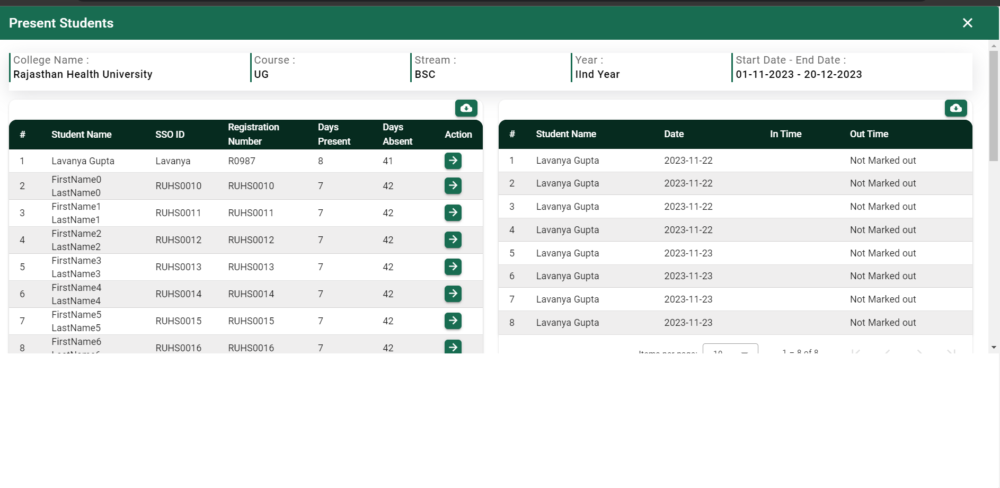 Present Students
College Name :
Rajasthan Health University
Course :
UG
Stream :
BSC
Year :
IInd Year
Start Date - End Date :
01-11-2023 - 20-12-2023
# Student Name SSO ID Registration Number Days Present Days Absent Action
1 Lavanya Gupta Lavanya R0987 8 41
2 FirstName0 LastName0 RUHS0010 RUHS0010 7 42
3 FirstName1 LastName1 RUHS0011 RUHS0011 7 42
4 FirstName2 LastName2 RUHS0012 RUHS0012 7 42
5 FirstName3 LastName3 RUHS0013 RUHS0013 7 42
6 FirstName4 LastName4 RUHS0014 RUHS0014 7 42
7 FirstName5 LastName5 RUHS0015 RUHS0015 7 42
8 FirstName6 RUHS0016 RUHS0016 7 42
# Student Name Date In Time Out Time
1 Lavanya Gupta 2023-11-22 Not Marked out
2 Lavanya Gupta 2023-11-22 Not Marked out
3 Lavanya Gupta 2023-11-22 Not Marked out
4 Lavanya Gupta 2023-11-22 Not Marked out
5 Lavanya Gupta 2023-11-23 Not Marked out
6 Lavanya Gupta 2023-11-23 Not Marked out
7 Lavanya Gupta 2023-11-23 Not Marked out
8 Lavanya Gupta 2023-11-23 Not Marked out
Items per page: 10 1 – 8 of 8